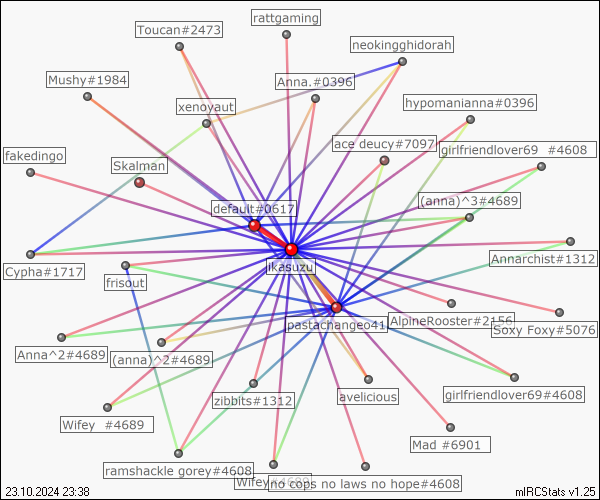 rattgaming
Toucan#2473
neokingghidorah
Mushy#1984
Anna.#0396
xenoyaut
hypomanianna#0396
ace deucy#7097
girlfriendlover69 #4608
fakedingo
Skalman
(anna)^3#4689
default#0617
Annarchist#1312
ikasuzu
Cypha#1717
frisout
pastachangeo41
AlpineRooster#2156
Soxy Foxy#5076
Anna^2#4689
(anna)^2#4689
avelicious
girlfriendlover69#4608
zibbits#1312
Wifey #4689
Mad #6901
ramshackle gorey#4608
Wifey#4689
no cops no laws no hope#4608
23.10.2024 23:38
mIRCStats v1.25